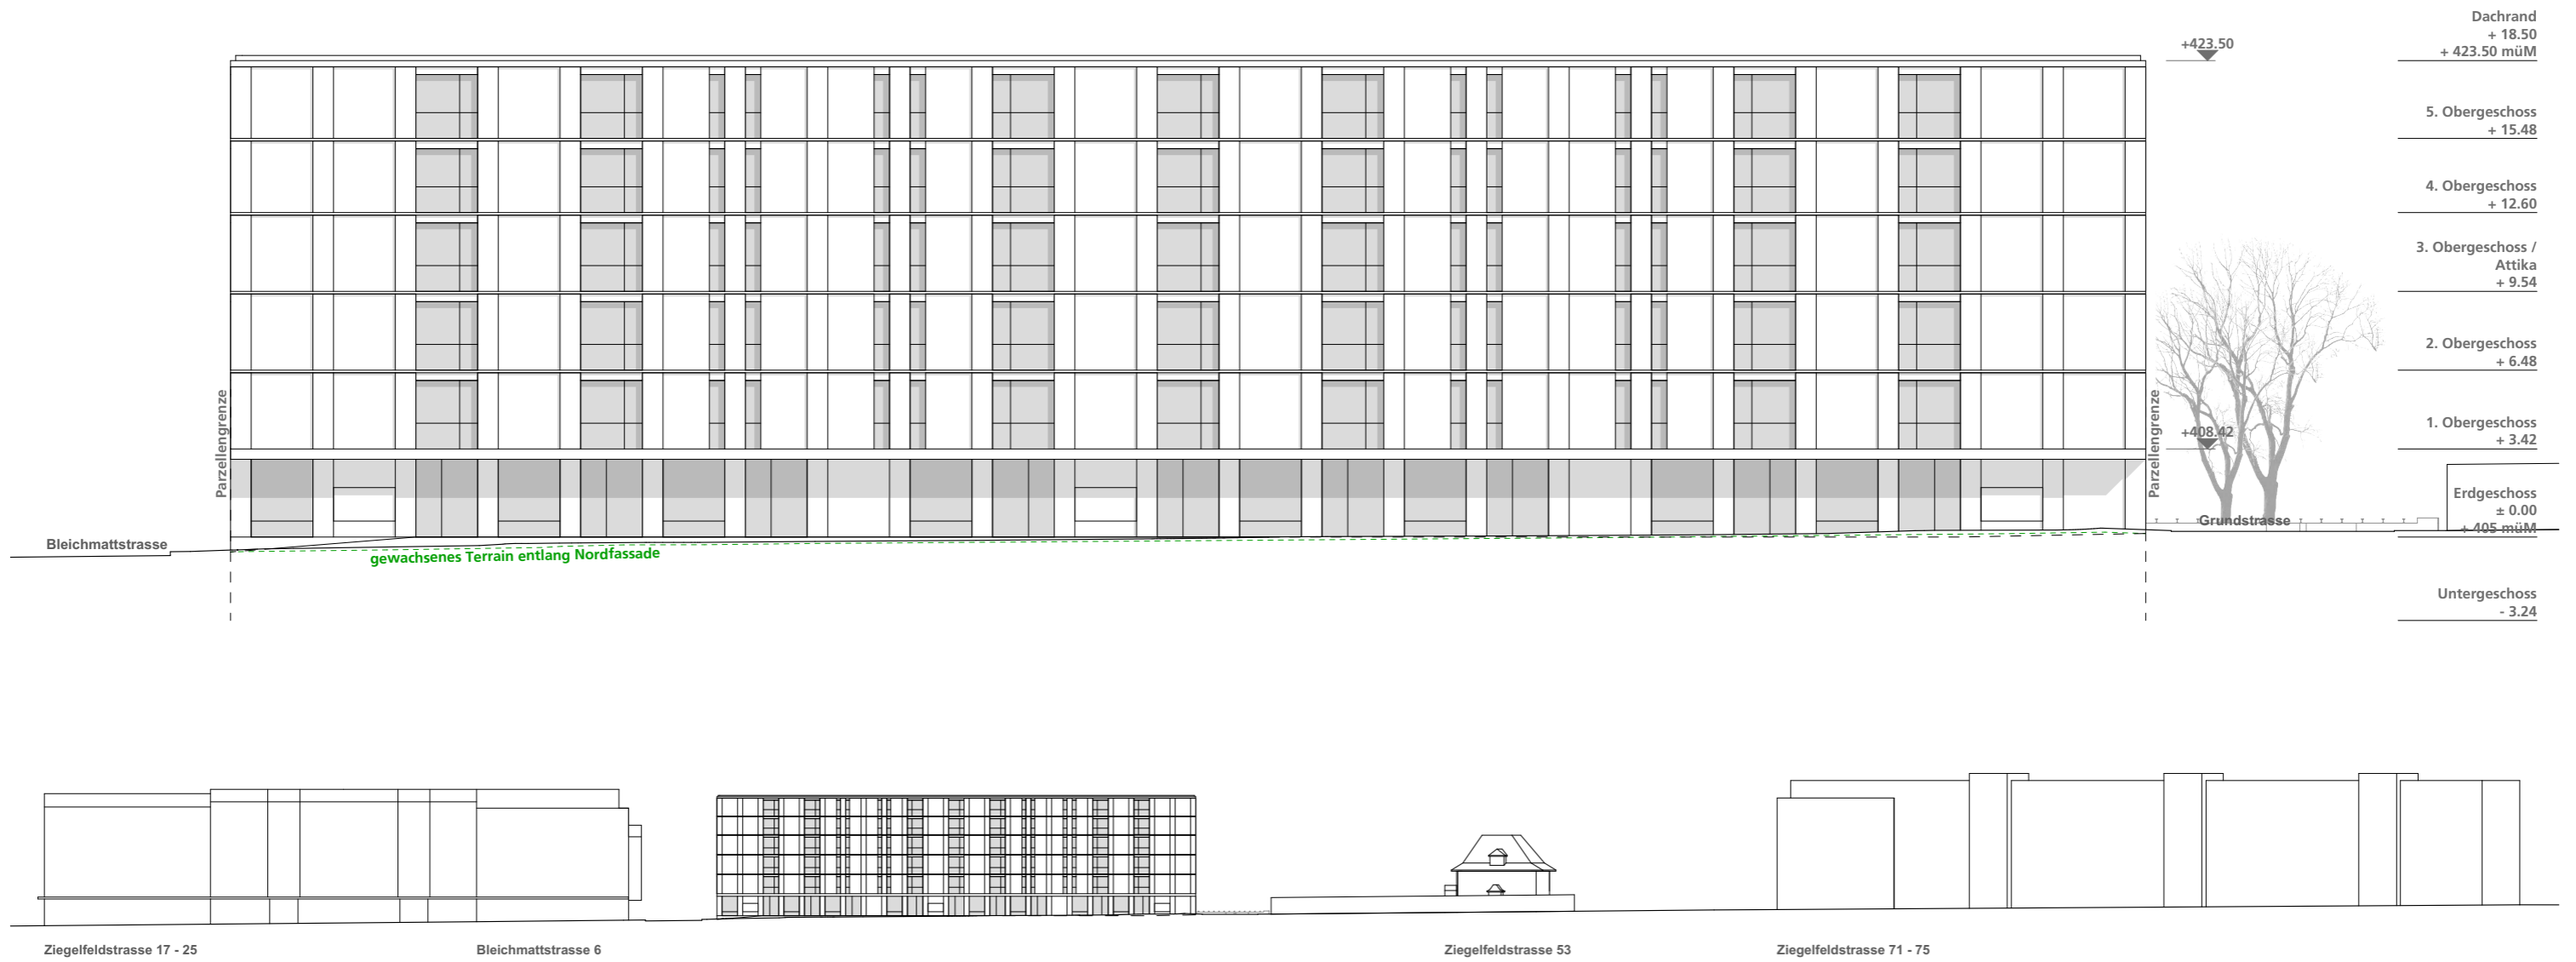 Dachrand
+ 18.50
+ 423.50 müM
+423.50
5. Obergeschoss
+ 15.48
4. Obergeschoss
+ 12.60
3. Obergeschoss /
Attika
+ 9.54
2. Obergeschoss
+ 6.48
Parzellengrenze
Parzellengrenze
+408.42
1. Obergeschoss
+ 3.42
Erdgeschoss
± 0.00
+ 405 müM
Grundstrasse
Bleichmattstrasse
gewachsenes Terrain entlang Nordfassade
Untergeschoss
- 3.24
Ziegelfeldstrasse 17 - 25
Bleichmattstrasse 6
Ziegelfeldstrasse 53
Ziegelfeldstrasse 71 - 75